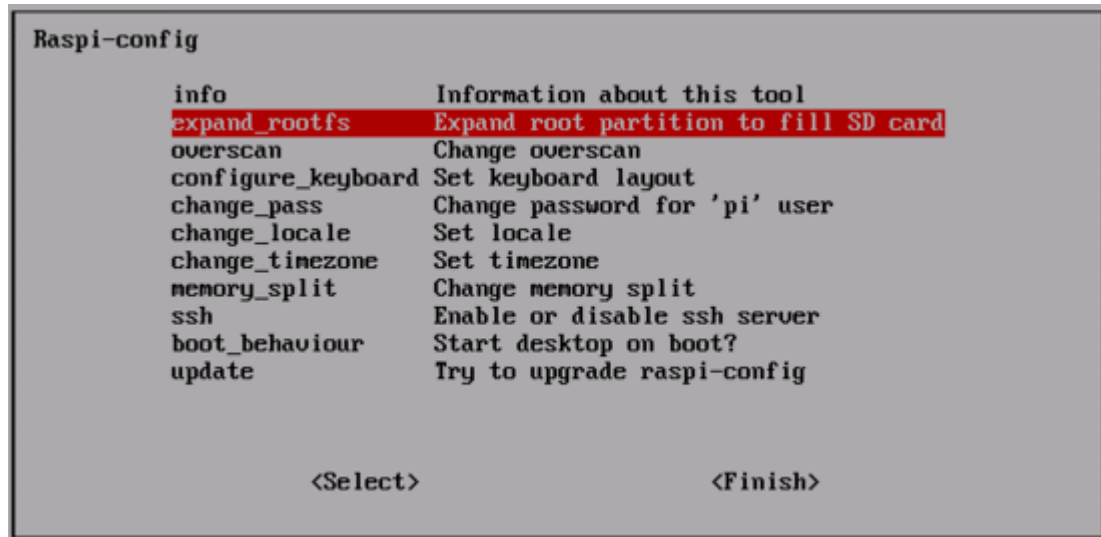 Raspi-config
info Information about this tool
expand_rootfs Expand root partition to fill SD card
overscan Change overscan
configure_keyboard Set keyboard layout
change_pass Change password for 'pi' user
change_locale Set locale
change_timezone Set timezone
memory_split Change memory split
ssh Enable or disable ssh server
boot_behaviour Start desktop on boot?
update Try to upgrade raspi-config
<Select> <Finish>